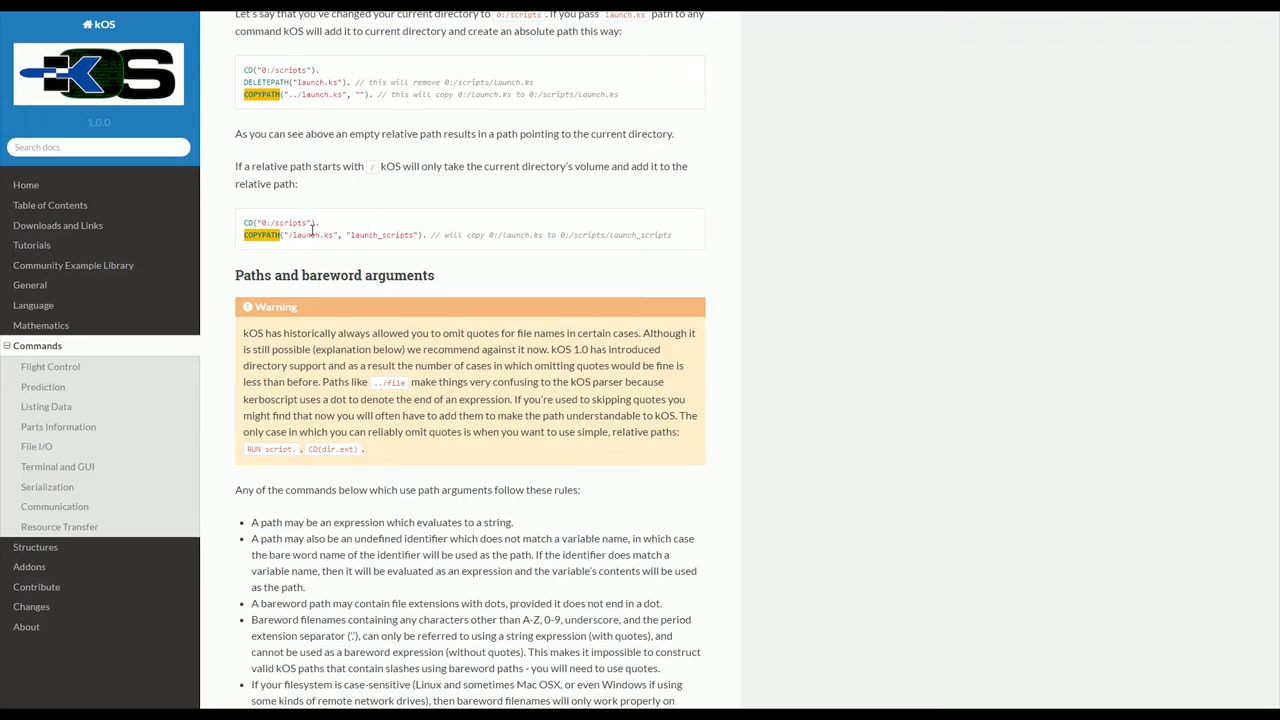 kOS
kOS
1.0.0
Search docs
Home
Table of Contents
Downloads and Links
Tutorials
Community Example Library
General
Language
Mathematics
Commands
Flight Control
Prediction
Listing Data
Parts Information
File I/O
Terminal and GUI
Serialization
Communication
Resource Transfer
Structures
Addons
Contribute
Changes
About
Let's say that you've changed your current directory to 0:/scripts . If you pass launch.ks path to any
command kOS will add it to current directory and create an absolute path this way:
CD("0:/scripts").
DELETEPATH("launch.ks"). // this will remove 0:/scripts/launch.ks
COPYPATH("../launch.ks", ""). // this will copy 0:/launch.ks to 0:/scripts/launch.ks
As you can see above an empty relative path results in a path pointing to the current directory.
If a relative path starts with / kOS will only take the current directory's volume and add it to the
relative path:
CD("0:/scripts").
COPYPATH("/launch.ks", "launch_scripts"). // will copy 0:/launch.ks to 0:/scripts/launch_scripts
Paths and bareword arguments
Warning
kOS has historically always allowed you to omit quotes for file names in certain cases. Although it
is still possible (explanation below) we recommend against it now. kOS 1.0 has introduced
directory support and as a result the number of cases in which omitting quotes would be fine is
less than before. Paths like ../file make things very confusing to the kOS parser because
kerboscript uses a dot to denote the end of an expression. If you're used to skipping quotes you
might find that now you will often have to add them to make the path understandable to kOS. The
only case in which you can reliably omit quotes is when you want to use simple, relative paths:
RUN script. , CD(dir.ext) .
Any of the commands below which use path arguments follow these rules:
• A path may be an expression which evaluates to a string.
• A path may also be an undefined identifier which does not match a variable name, in which case
the bare word name of the identifier will be used as the path. If the identifier does match a
variable name, then it will be evaluated as an expression and the variable's contents will be used
as the path.
• A bareword path may contain file extensions with dots, provided it does not end in a dot.
• Bareword filenames containing any characters other than A-Z, 0-9, underscore, and the period
extension separator ('.'), can only be referred to using a string expression (with quotes), and
cannot be used as a bareword expression (without quotes). This makes it impossible to construct
valid kOS paths that contain slashes using bareword paths - you will need to use quotes.
• If your filesystem is case-sensitive (Linux and sometimes Mac OSX, or even Windows if using
some kinds of remote network drives), then bareword filenames will only work properly on